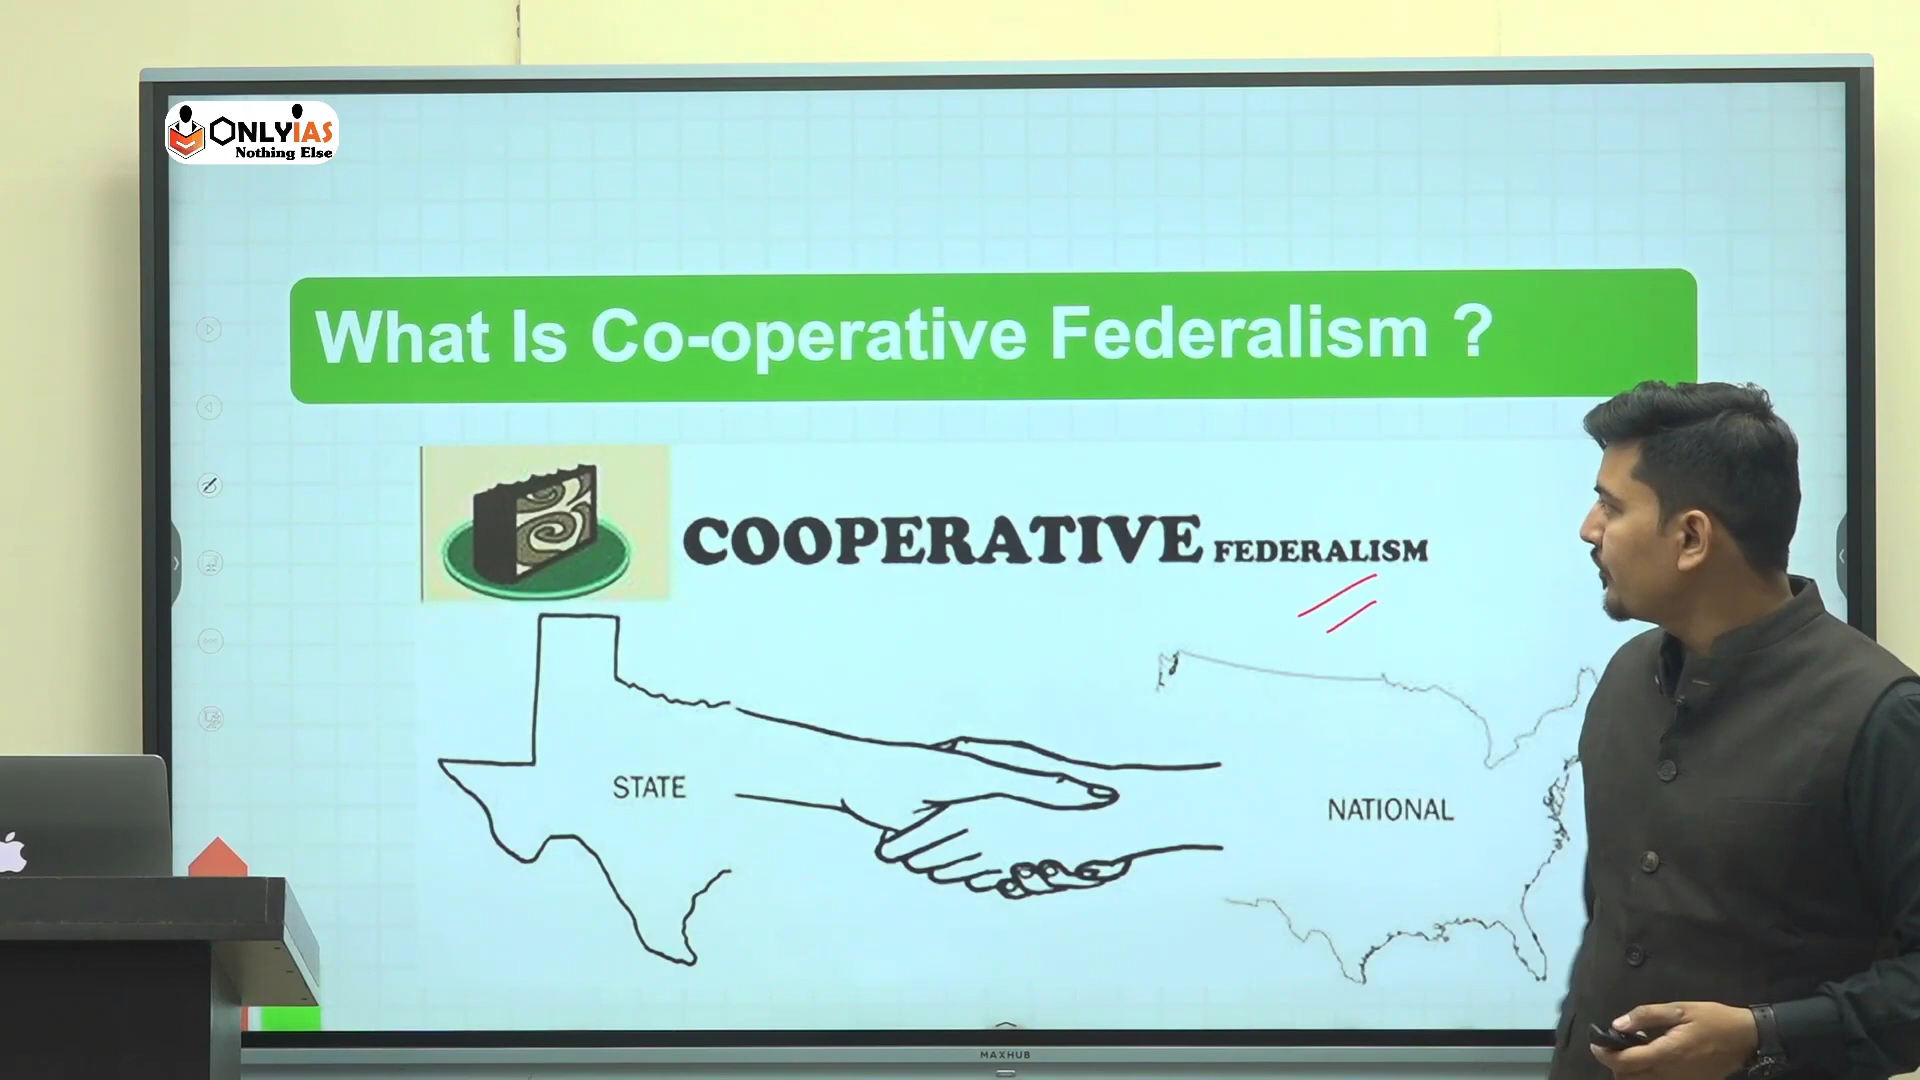 ONLYIAS
Nothing Else
What Is Co-operative Federalism ?
COOPERATIVE FEDERALISM
STATE
NATIONAL
MAXHUB